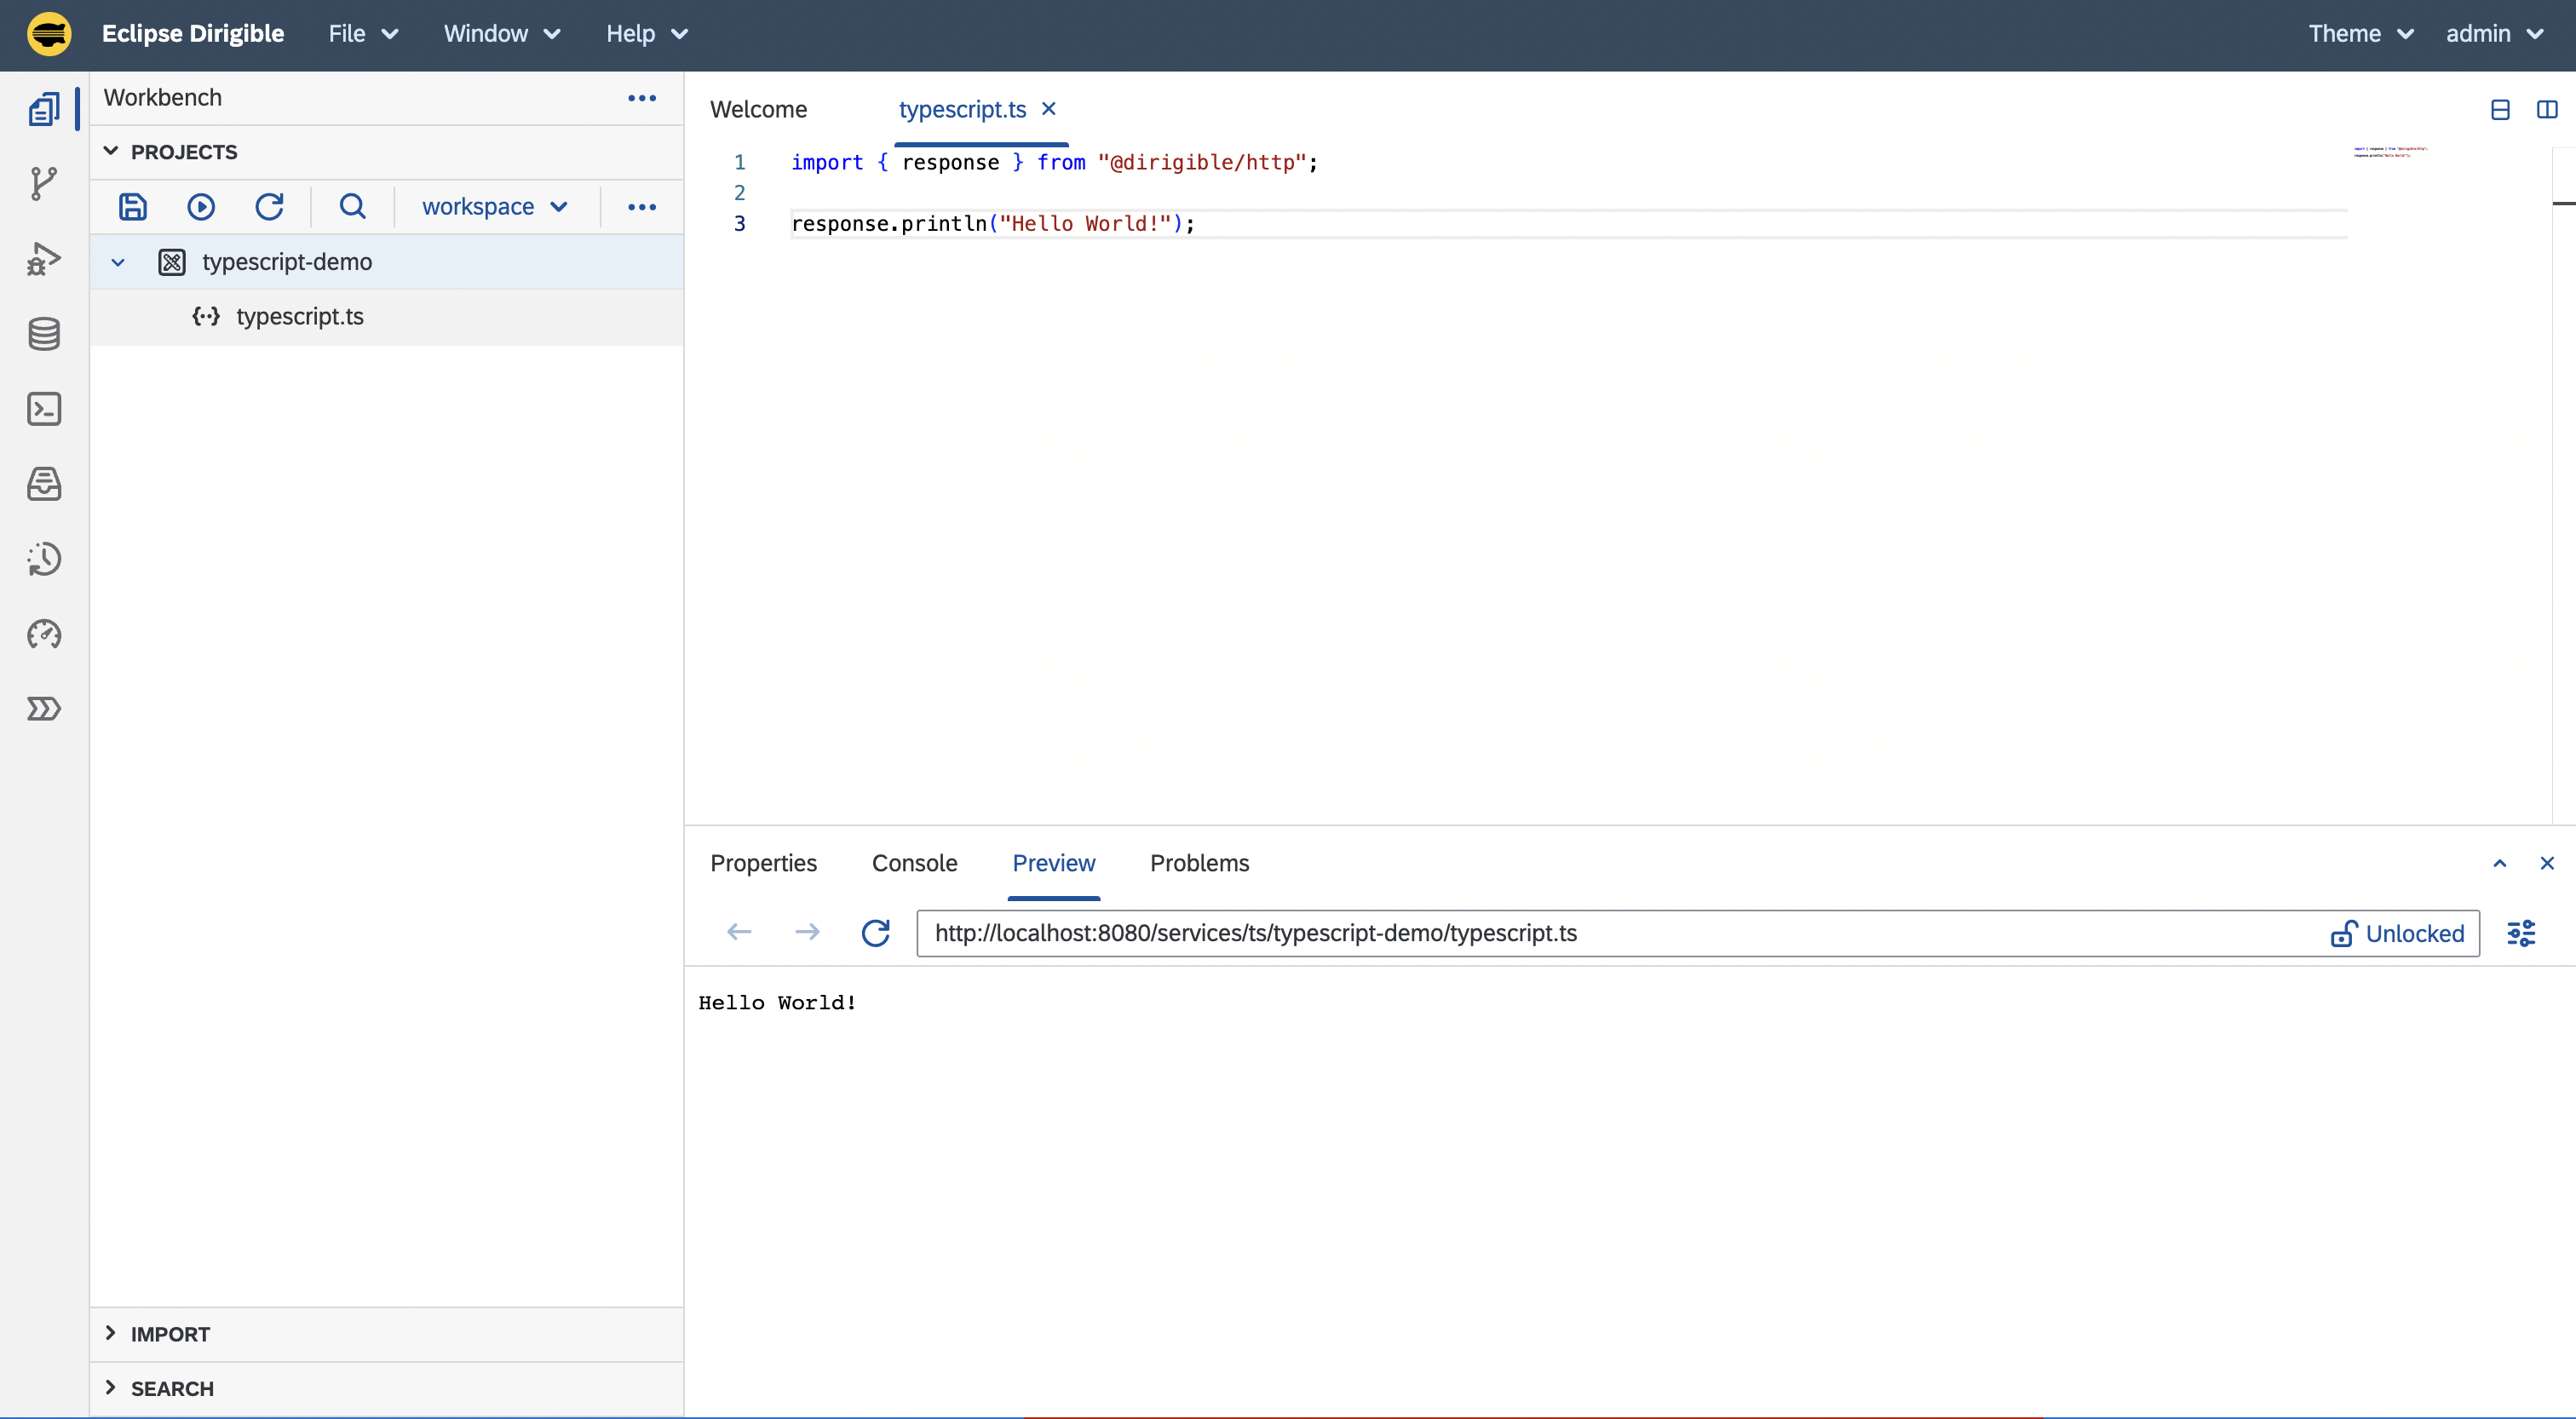 Eclipse Dirigible File Window Help Theme admin
Workbench
PROJECTS
workspace
typescript-demo
typescript.ts
IMPORT
SEARCH
Welcome typescript.ts
1 import { response } from "@dirigible/http";
2
3 response.println("Hello World!");
Properties Console Preview Problems
http://localhost:8080/services/ts/typescript-demo/typescript.ts Unlocked
Hello World!